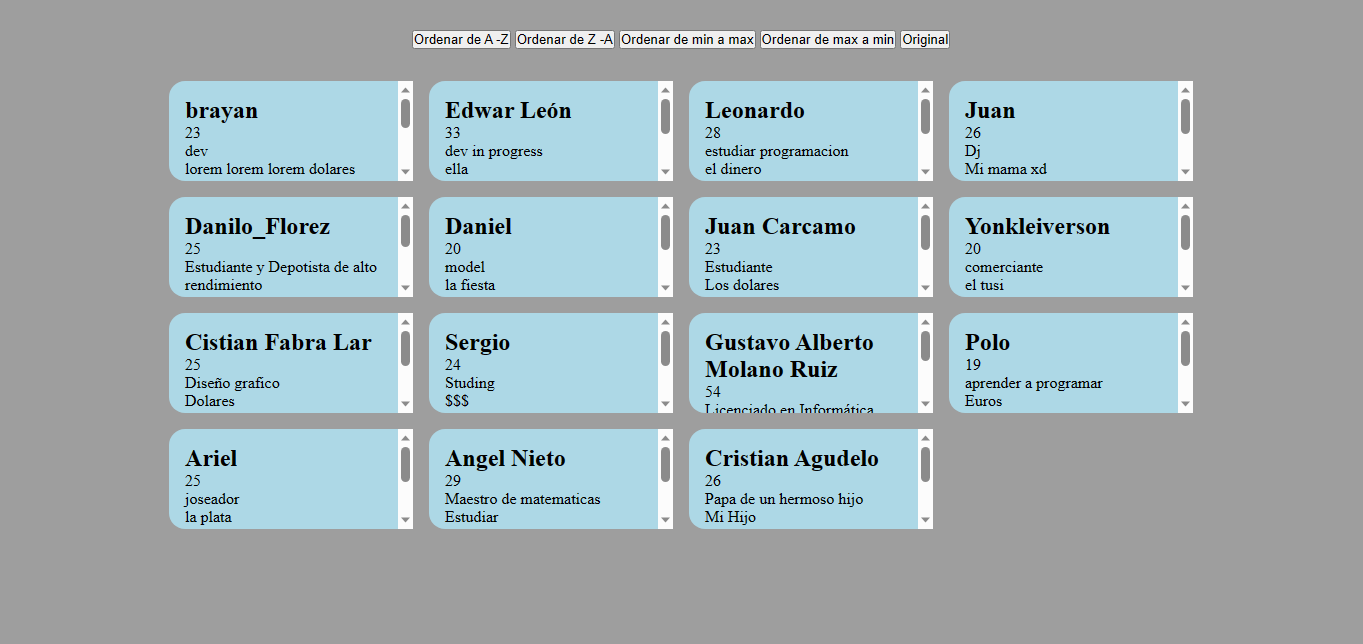 Ordenar de A -Z Ordenar de Z -A Ordenar de min a max Ordenar de max a min Original
brayan
23
dev
lorem lorem lorem dolares
Edwar León
33
dev in progress
ella
Leonardo
28
estudiar programacion
el dinero
Juan
26
Dj
Mi mama xd
Danilo_Florez
25
Estudiante y Depotista de alto
rendimiento
Daniel
20
model
la fiesta
Juan Carcamo
23
Estudiante
Los dolares
Yonkleiverson
20
comerciante
el tusi
Cistian Fabra Lar
25
Diseño grafico
Dolares
Sergio
24
Studing
$$$
Gustavo Alberto
Molano Ruiz
54
Licenciado en Informática
Polo
19
aprender a programar
Euros
Ariel
25
joseador
la plata
Angel Nieto
29
Maestro de matematicas
Estudiar
Cristian Agudelo
26
Papa de un hermoso hijo
Mi Hijo